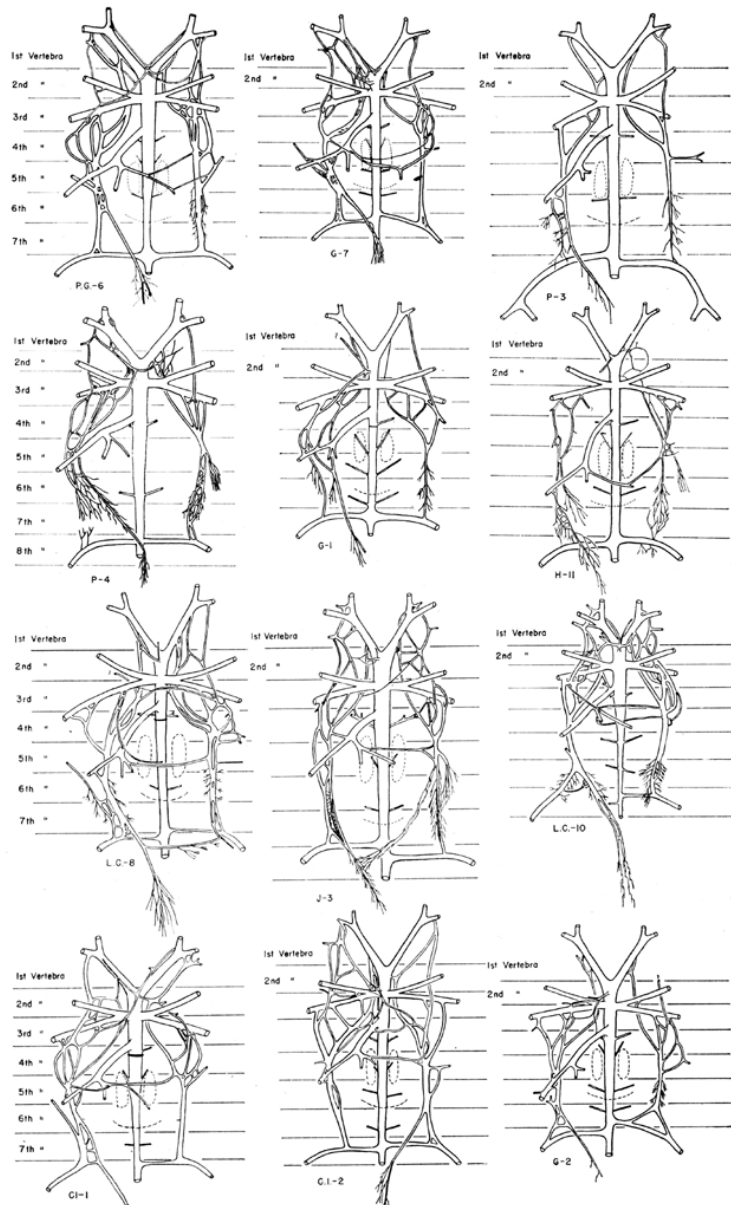 1st Vertebra
2nd "
3rd "
4th "
5th "
6th "
7th "
P.G.-6
1st Vertebra
2nd "
G-7
1st Vertebra
2nd "
P-3
1st Vertebra
2nd "
3rd "
4th "
5th "
6th "
7th "
8th "
P-4
1st Vertebra
2nd "
G-1
1st Vertebra
2nd "
H-11
1st Vertebra
2nd "
3rd "
4th "
5th "
6th "
7th "
L.C.-8
1st Vertebra
2nd "
J-3
1st Vertebra
2nd "
L.C.-10
1st Vertebra
2nd "
3rd "
4th "
5th "
6th "
7th "
CI-1
1st Vertebra
2nd "
C.I.-2
1st Vertebra
2nd "
G-2